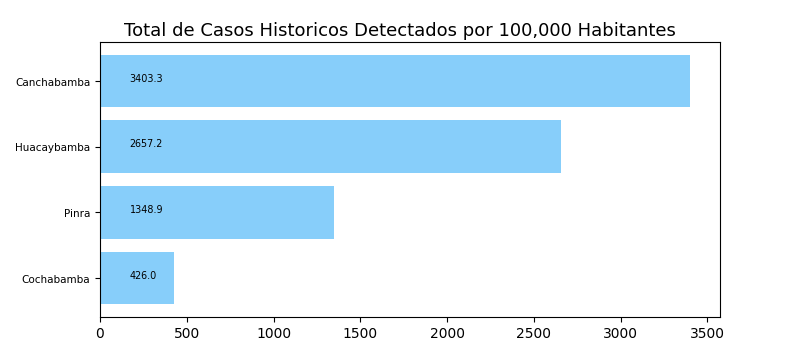 Total de Casos Historicos Detectados por 100,000 Habitantes
Canchabamba
3403.3
Huacaybamba
2657.2
Pinra
1348.9
Cochabamba
426.0
0 500 1000 1500 2000 2500 3000 3500